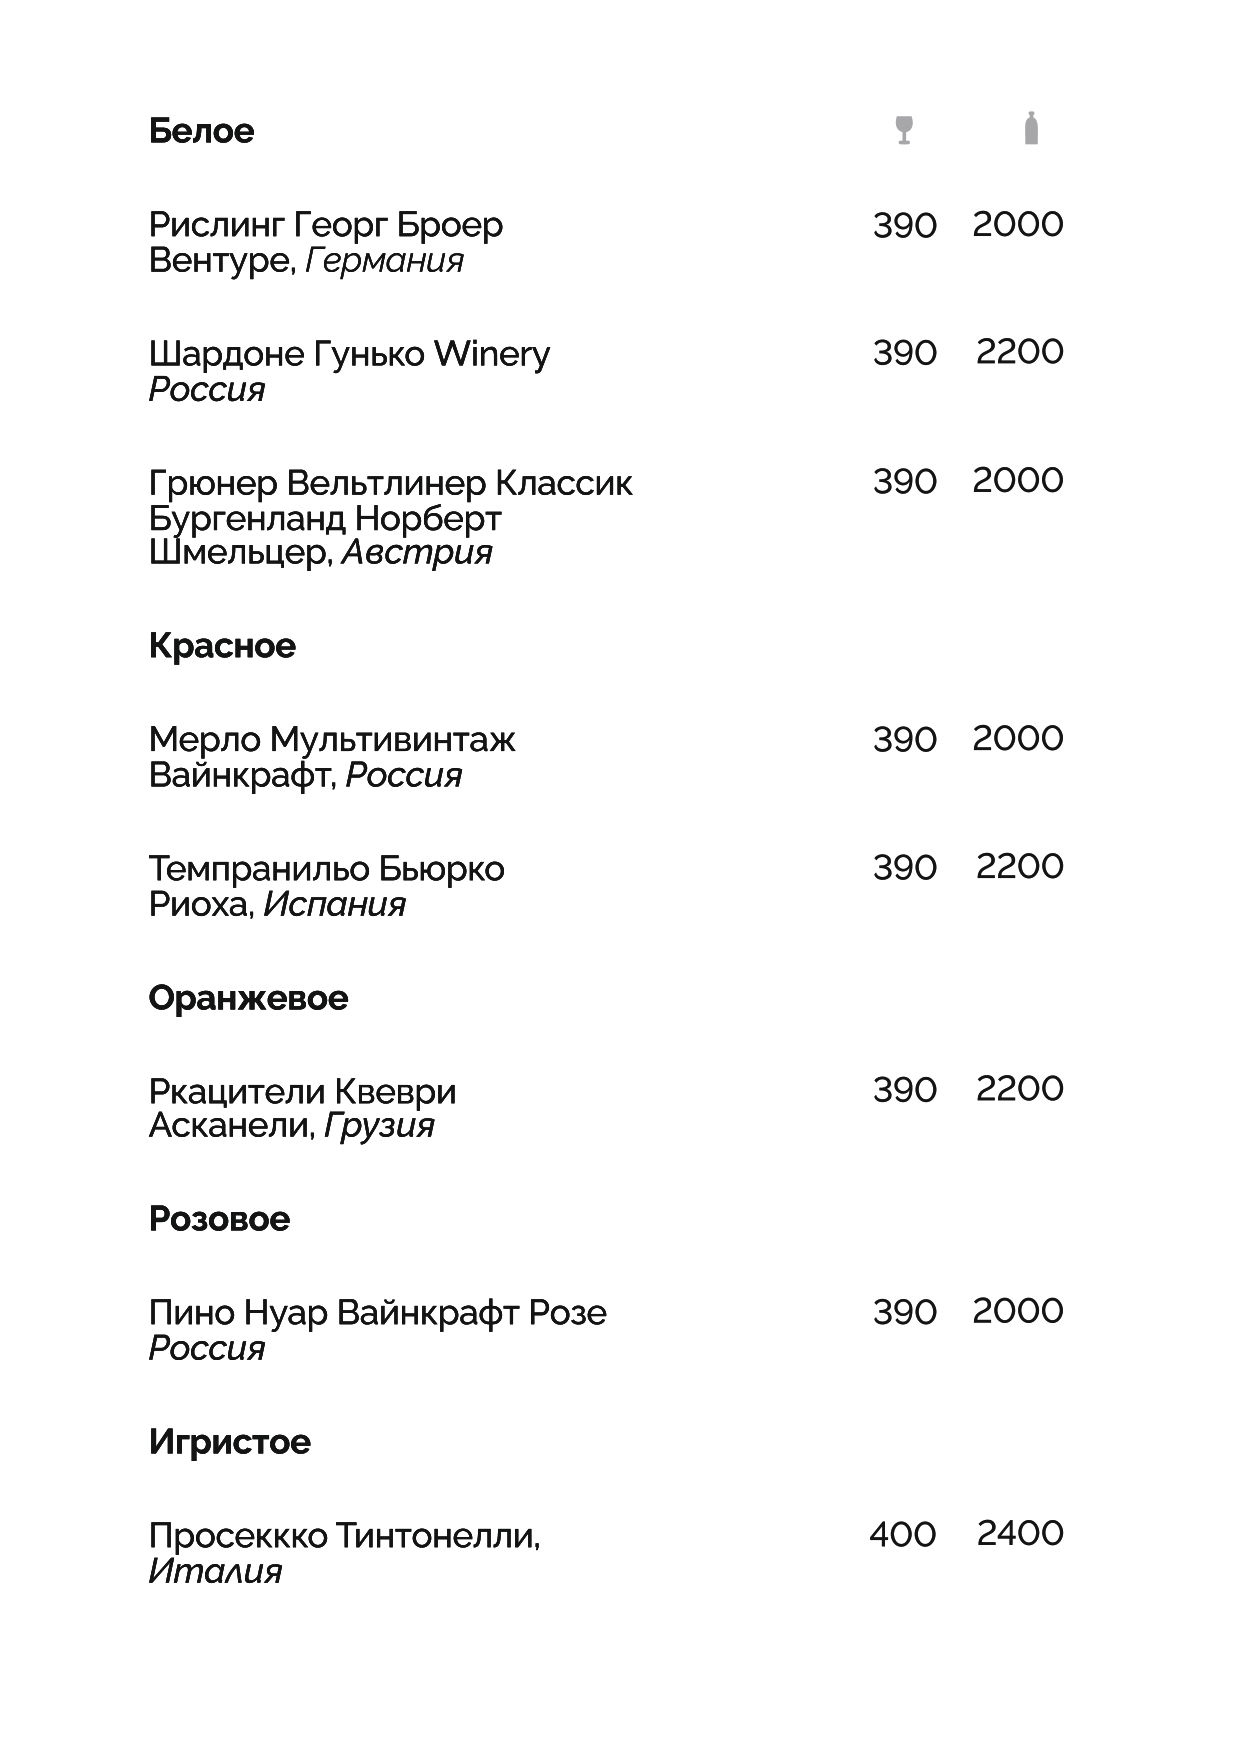 Белое
Рислинг Георг Броер 390 2000
Вентуре, Германия
Шардоне Гунько Winery 390 2200
Россия
Грюнер Вельтлинер Классик 390 2000
Бургенланд Норберт
Шмельцер, Австрия
Красное
Мерло Мультивинтаж 390 2000
Вайнкрафт, Россия
Темпранильо Бьюрко 390 2200
Риоха, Испания
Оранжевое
Ркацители Квеври 390 2200
Асканели, Грузия
Розовое
Пино Нуар Вайнкрафт Розе 390 2000
Россия
Игристое
Просеккко Тинтонелли, 400 2400
Италия